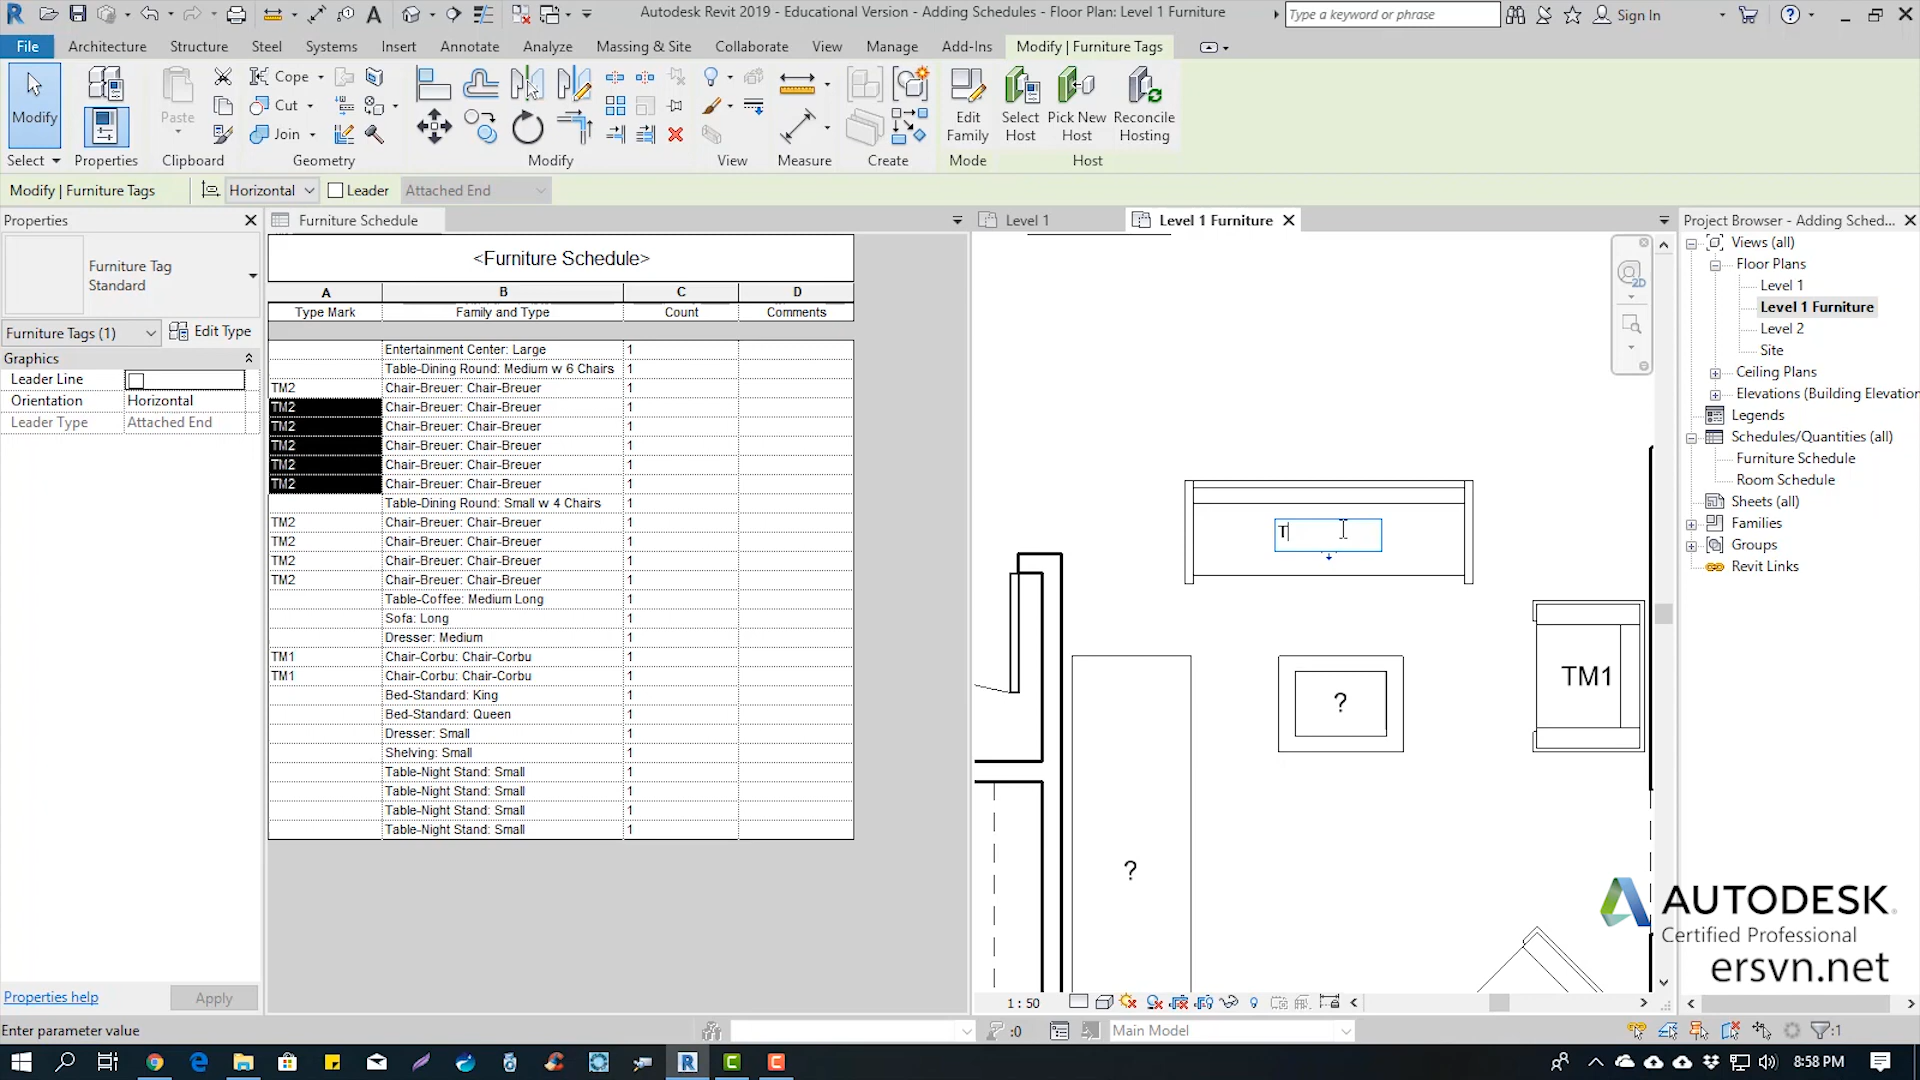 Autodesk Revit 2019 - Educational Version - Adding Schedules - Floor Plan: Level 1 Furniture
Type a keyword or phrase
Sign In
File Architecture Structure Steel Systems Insert Annotate Analyze Massing & Site Collaborate View Manage Add-Ins Modify | Furniture Tags
Modify
Paste
Cope
Cut
Join
Edit Family
Select Host
Pick New Host
Reconcile Hosting
Select Properties Clipboard Geometry Modify View Measure Create Mode Host
Modify | Furniture Tags Horizontal Leader Attached End
Properties
Furniture Tag
Standard
Furniture Tags (1) Edit Type
Graphics
Leader Line
Orientation Horizontal
Leader Type Attached End
Properties help Apply
Furniture Schedule
<Furniture Schedule>
A B C D
Type Mark Family and Type Count Comments
Entertainment Center: Large 1
Table-Dining Round: Medium w 6 Chairs 1
TM2 Chair-Breuer: Chair-Breuer 1
TM2 Chair-Breuer: Chair-Breuer 1
TM2 Chair-Breuer: Chair-Breuer 1
TM2 Chair-Breuer: Chair-Breuer 1
TM2 Chair-Breuer: Chair-Breuer 1
TM2 Chair-Breuer: Chair-Breuer 1
Table-Dining Round: Small w 4 Chairs 1
TM2 Chair-Breuer: Chair-Breuer 1
TM2 Chair-Breuer: Chair-Breuer 1
TM2 Chair-Breuer: Chair-Breuer 1
TM2 Chair-Breuer: Chair-Breuer 1
Table-Coffee: Medium Long 1
Sofa: Long 1
Dresser: Medium 1
TM1 Chair-Corbu: Chair-Corbu 1
TM1 Chair-Corbu: Chair-Corbu 1
Bed-Standard: King 1
Bed-Standard: Queen 1
Dresser: Small 1
Shelving: Small 1
Table-Night Stand: Small 1
Table-Night Stand: Small 1
Table-Night Stand: Small 1
Table-Night Stand: Small 1
Level 1
Level 1 Furniture
2D
T
TM1
?
?
1 : 50
Project Browser - Adding Sched...
Views (all)
Floor Plans
Level 1
Level 1 Furniture
Level 2
Site
Ceiling Plans
Elevations (Building Elevation
Legends
Schedules/Quantities (all)
Furniture Schedule
Room Schedule
Sheets (all)
Families
Groups
Revit Links
AUTODESK.
Certified Professional
ersvn.net
Enter parameter value
:0
Main Model
:1
8:58 PM